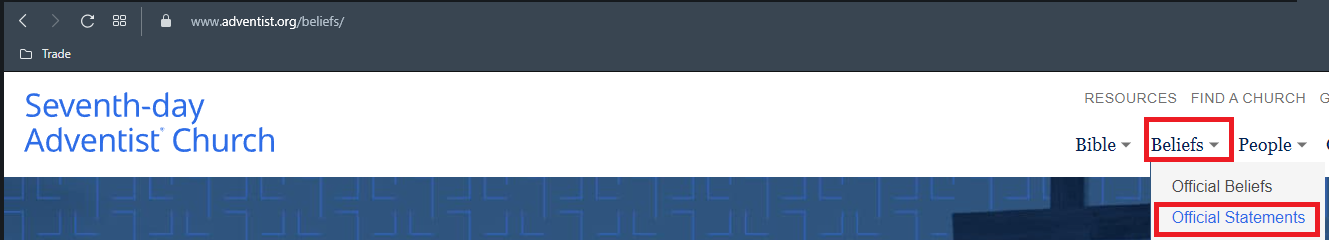 www.adventist.org/beliefs/
Trade
Seventh-day
Adventist® Church
RESOURCES FIND A CHURCH G
Bible Beliefs People
Official Beliefs
Official Statements